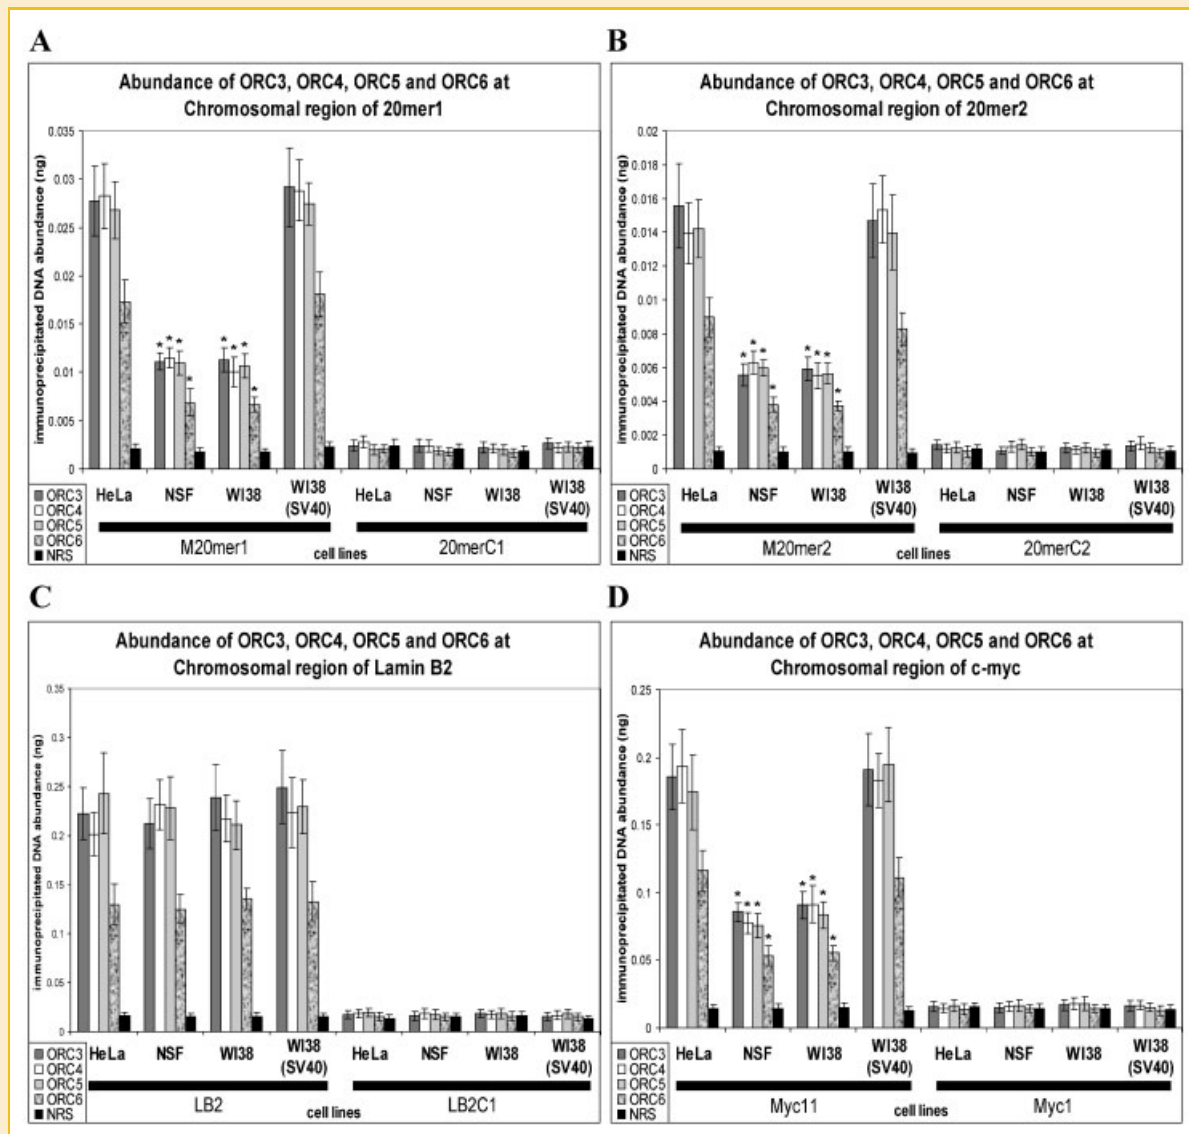 A
Abundance of ORC3, ORC4, ORC5 and ORC6 at
Chromosomal region of 20mer1
immunoprecipitated DNA abundance (ng)
0.035
0.03
0.025
0.02
0.015
0.01
0.005
0
* * * * * * * *
ORC3
ORC4
ORC5
ORC6
NRS
HeLa NSF WI38 WI38 (SV40) HeLa NSF WI38 WI38 (SV40)
M20mer1 cell lines 20merC1
B
Abundance of ORC3, ORC4, ORC5 and ORC6 at
Chromosomal region of 20mer2
immunoprecipitated DNA abundance (ng)
0.02
0.018
0.016
0.014
0.012
0.01
0.008
0.006
0.004
0.002
0
* * * * * * * *
ORC3
ORC4
ORC5
ORC6
NRS
HeLa NSF WI38 WI38 (SV40) HeLa NSF WI38 WI38 (SV40)
M20mer2 cell lines 20merC2
C
Abundance of ORC3, ORC4, ORC5 and ORC6 at
Chromosomal region of Lamin B2
immunoprecipitated DNA abundance (ng)
0.35
0.3
0.25
0.2
0.15
0.1
0.05
0
ORC3
ORC4
ORC5
ORC6
NRS
HeLa NSF WI38 WI38 (SV40) HeLa NSF WI38 WI38 (SV40)
LB2 cell lines LB2C1
D
Abundance of ORC3, ORC4, ORC5 and ORC6 at
Chromosomal region of c-myc
immunoprecipitated DNA abundance (ng)
0.25
0.2
0.15
0.1
0.05
0
* * * * * * * *
ORC3
ORC4
ORC5
ORC6
NRS
HeLa NSF WI38 WI38 (SV40) HeLa NSF WI38 WI38 (SV40)
Myc11 cell lines Myc1